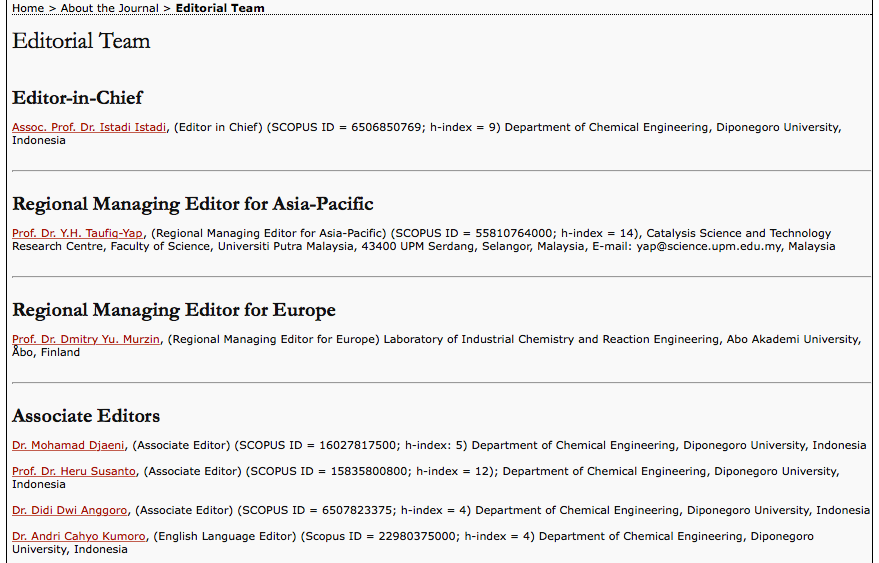 Home > About the Journal > Editorial Team
Editorial Team
Editor-in-Chief
Assoc. Prof. Dr. Istadi Istadi, (Editor in Chief) (SCOPUS ID = 6506850769; h-index = 9) Department of Chemical Engineering, Diponegoro University,
Indonesia
Regional Managing Editor for Asia-Pacific
Prof. Dr. Y.H. Taufiq-Yap, (Regional Managing Editor for Asia-Pacific) (SCOPUS ID = 55810764000; h-index = 14), Catalysis Science and Technology
Research Centre, Faculty of Science, Universiti Putra Malaysia, 43400 UPM Serdang, Selangor, Malaysia, E-mail: yap@science.upm.edu.my, Malaysia
Regional Managing Editor for Europe
Prof. Dr. Dmitry Yu. Murzin, (Regional Managing Editor for Europe) Laboratory of Industrial Chemistry and Reaction Engineering, Abo Akademi University,
Åbo, Finland
Associate Editors
Dr. Mohamad Djaeni, (Associate Editor) (SCOPUS ID = 16027817500; h-index: 5) Department of Chemical Engineering, Diponegoro University, Indonesia
Prof. Dr. Heru Susanto, (Associate Editor) (SCOPUS ID = 15835800800; h-index = 12); Department of Chemical Engineering, Diponegoro University,
Indonesia
Dr. Didi Dwi Anggoro, (Associate Editor) (SCOPUS ID = 6507823375; h-index = 4) Department of Chemical Engineering, Diponegoro University, Indonesia
Dr. Andri Cahyo Kumoro, (English Language Editor) (Scopus ID = 22980375000; h-index = 4) Department of Chemical Engineering, Diponegoro
University, Indonesia